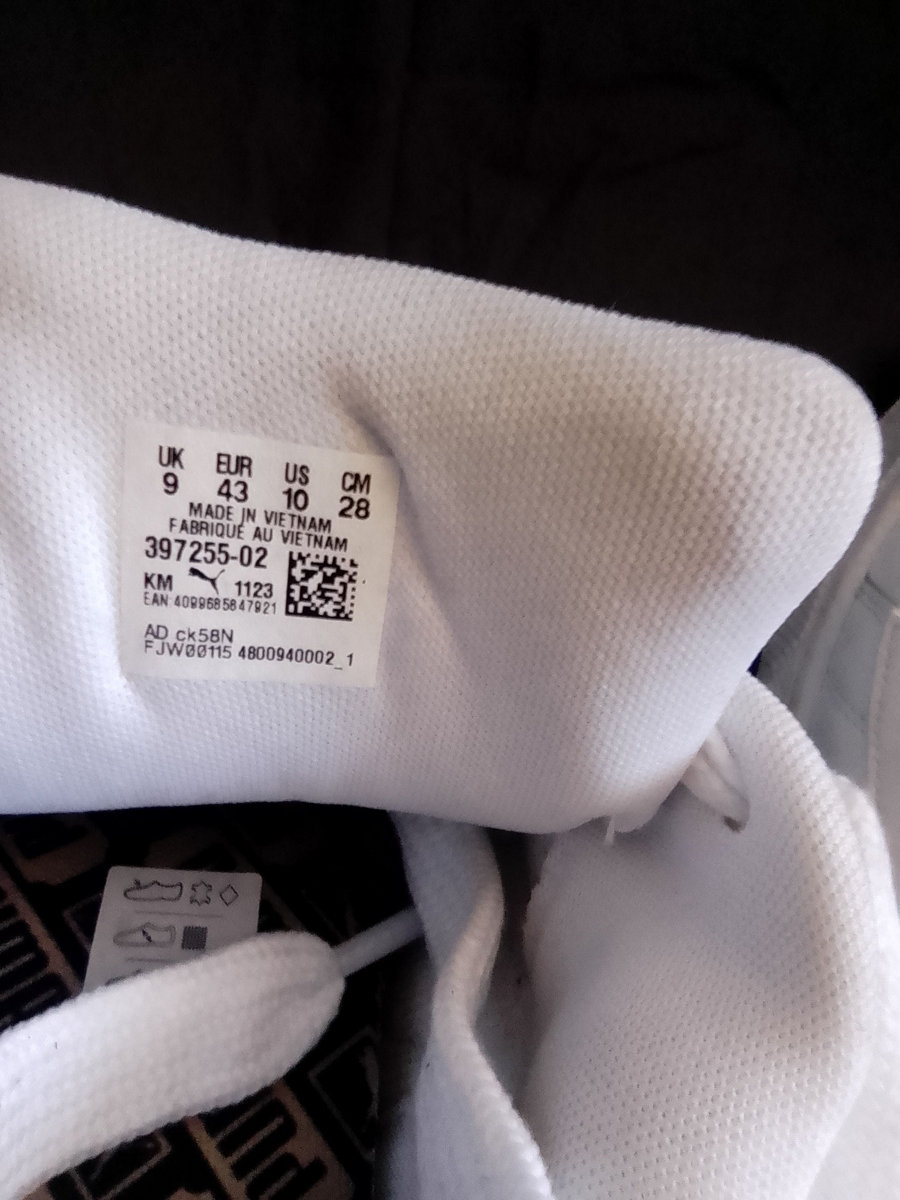 UK EUR US CM
9 43 10 28
MADE IN VIETNAM
FABRIQUÉ AU VIETNAM
397255-02
KM 1123
EAN 4099685847921
AD ck58N
FJW00115 4800940002_1